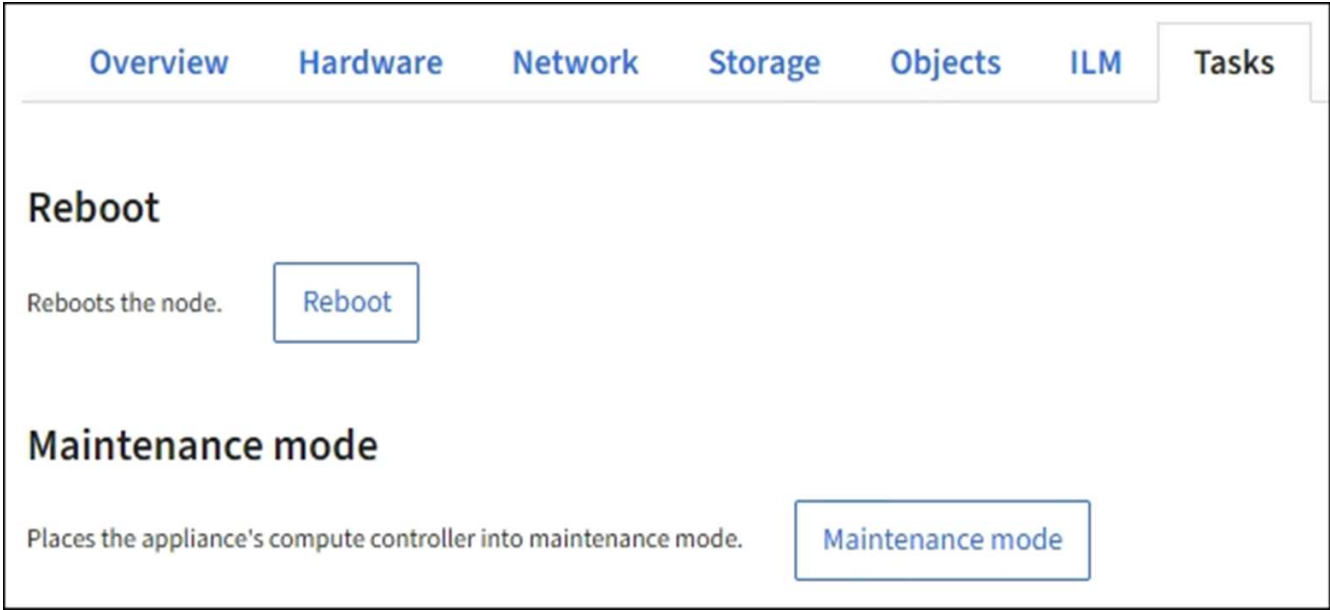 Overview Hardware Network Storage Objects ILM Tasks
Reboot
Reboots the node. Reboot
Maintenance mode
Places the appliance's compute controller into maintenance mode. Maintenance mode